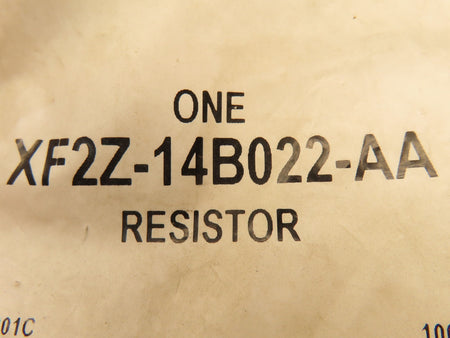 ONE
XF2Z-14B022-AA
RESISTOR
01C